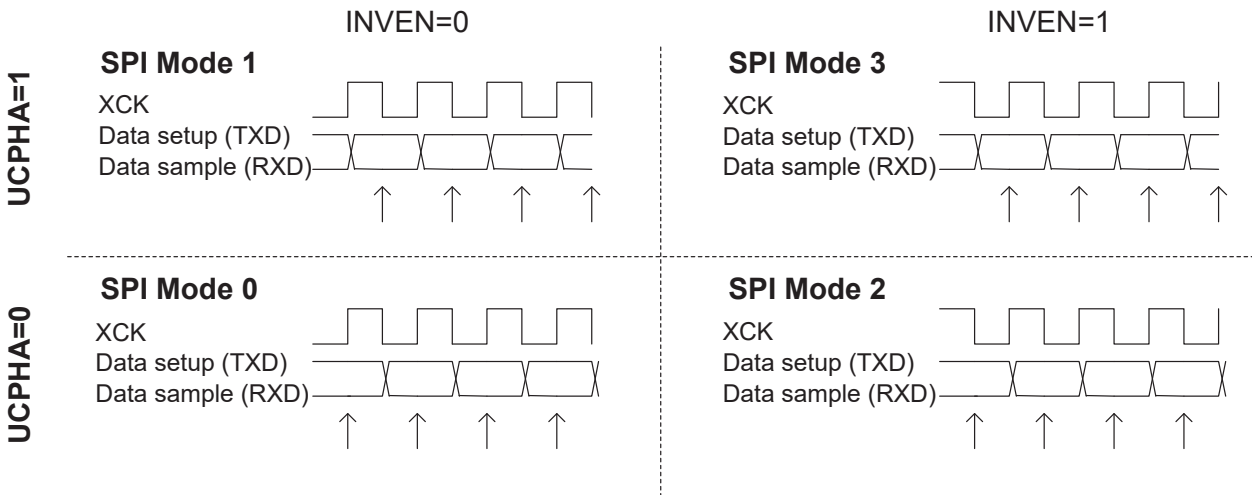 INVEN=0
INVEN=1
UCPHA=1
SPI Mode 1
XCK
Data setup (TXD)
Data sample (RXD)
SPI Mode 3
XCK
Data setup (TXD)
Data sample (RXD)
UCPHA=0
SPI Mode 0
XCK
Data setup (TXD)
Data sample (RXD)
SPI Mode 2
XCK
Data setup (TXD)
Data sample (RXD)